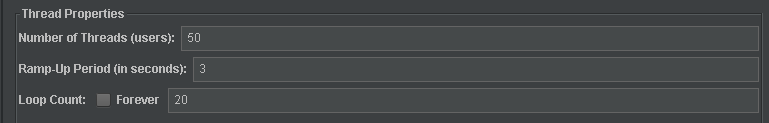 Thread Properties
Number of Threads (users): 50
Ramp-Up Period (in seconds): 3
Loop Count: Forever 20